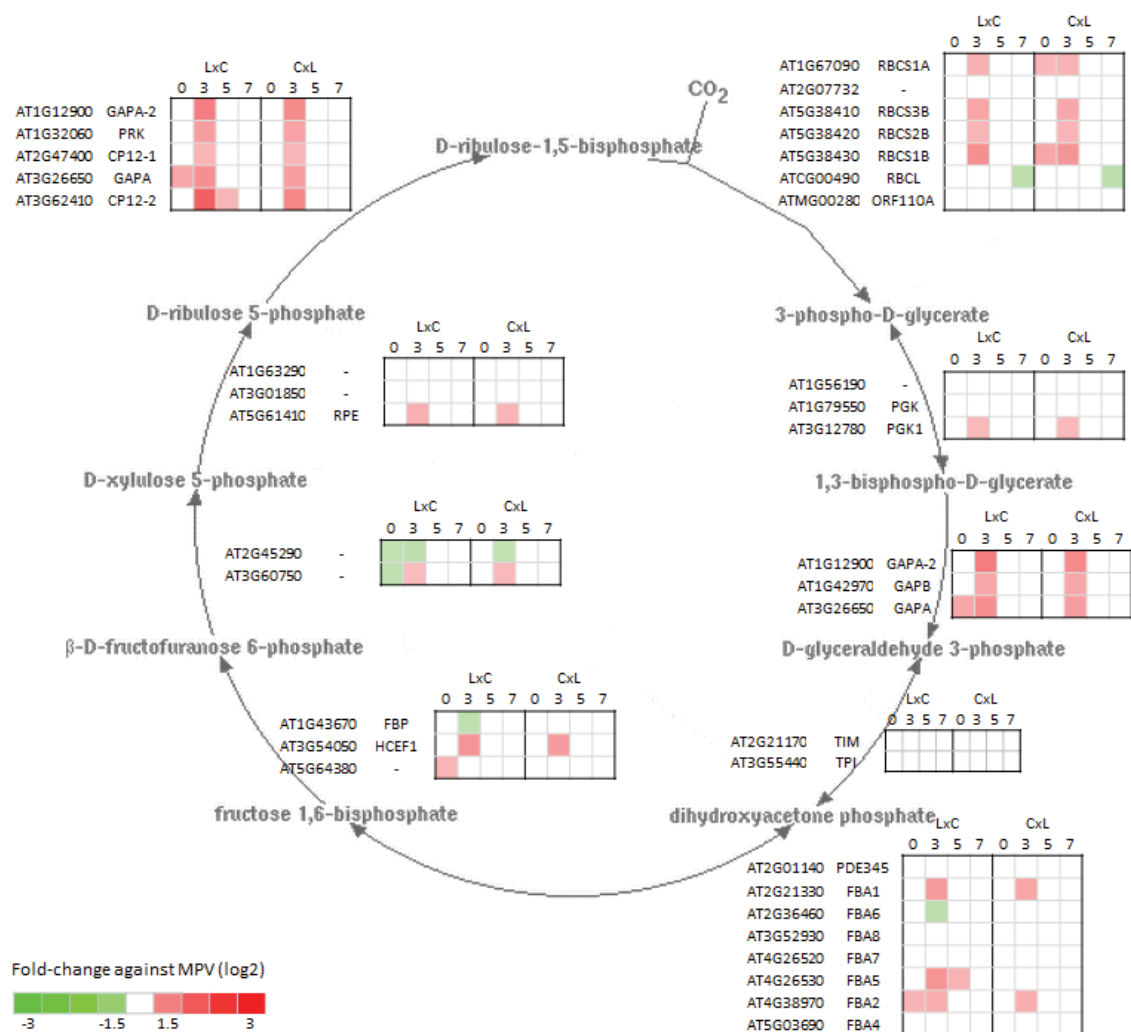 LxC CxL
0 3 5 7 0 3 5 7
AT1G67090 RBCS1A
AT2G07732 -
AT5G38410 RBCS3B
AT5G38420 RBCS2B
AT5G38430 RBCS1B
ATCG00490 RBCL
ATMG00280 ORF110A
LxC CxL
0 3 5 7 0 3 5 7
AT1G12900 GAPA-2
AT1G32060 PRK
AT2G47400 CP12-1
AT3G26650 GAPA
AT3G62410 CP12-2
CO2
D-ribulose-1,5-bisphosphate
D-ribulose 5-phosphate
3-phospho-D-glycerate
LxC CxL
0 3 5 7 0 3 5 7
AT1G63290 -
AT3G01850 -
AT5G61410 RPE
LxC CxL
0 3 5 7 0 3 5 7
AT1G56190 -
AT1G79550 PGK
AT3G12780 PGK1
D-xylulose 5-phosphate
1,3-bisphospho-D-glycerate
LxC CxL
0 3 5 7 0 3 5 7
AT2G45290 -
AT3G60750 -
LxC CxL
0 3 5 7 0 3 5 7
AT1G12900 GAPA-2
AT1G42970 GAPB
AT3G26650 GAPA
β-D-fructofuranose 6-phosphate
D-glyceraldehyde 3-phosphate
LxC CxL
0 3 5 7 0 3 5 7
AT1G43670 FBP
AT3G54050 HCEF1
AT5G64380 -
LxC CxL
0 3 5 7 0 3 5 7
AT2G21170 TIM
AT3G55440 TPI
fructose 1,6-bisphosphate
dihydroxyacetone phosphate
LxC CxL
0 3 5 7 0 3 5 7
AT2G01140 PDE345
AT2G21330 FBA1
AT2G36460 FBA6
AT3G52930 FBA8
AT4G26520 FBA7
AT4G26530 FBA5
AT4G38970 FBA2
AT5G03690 FBA4
Fold-change against MPV (log2)
-3 -1.5 1.5 3